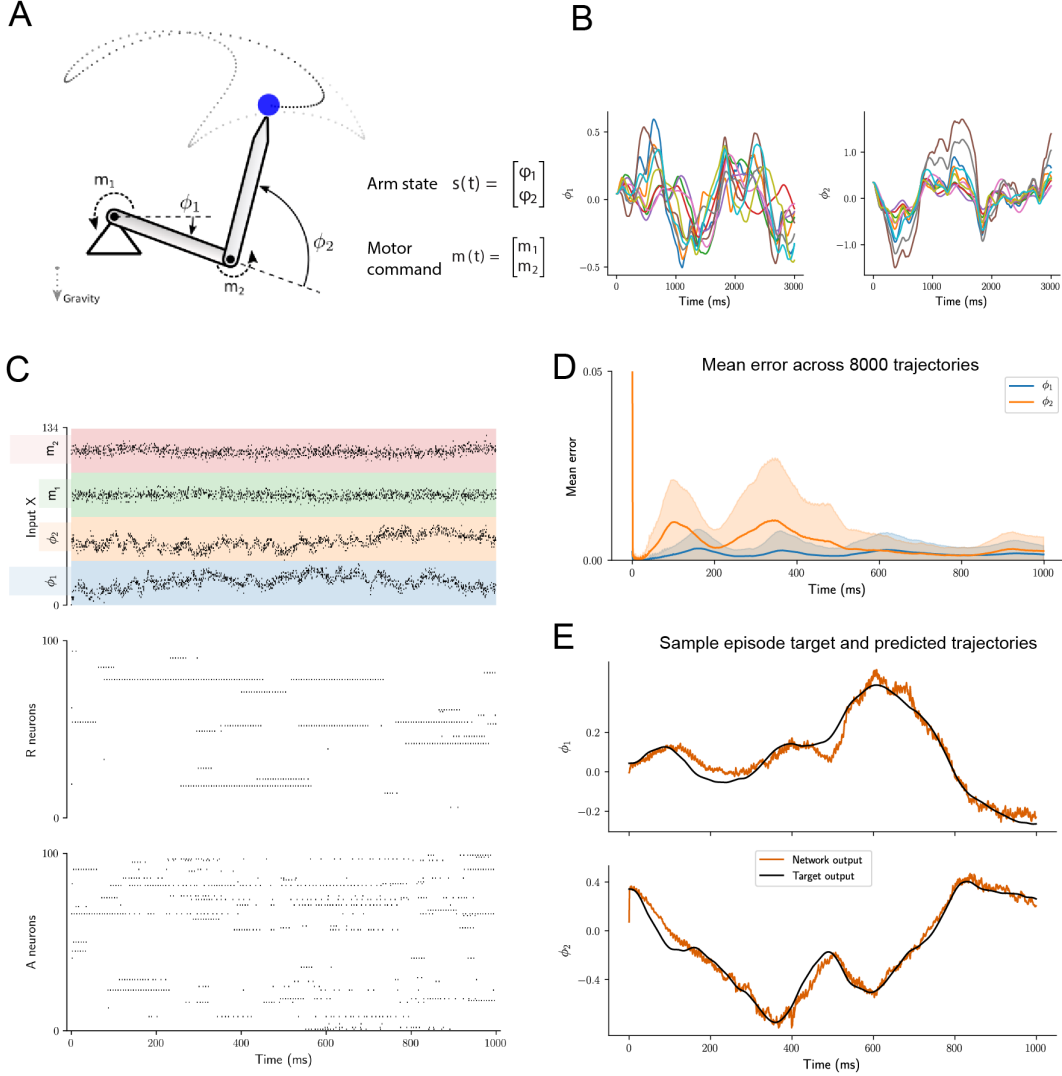 A
m₁
ϕ₁
ϕ₂
m₂
Gravity
Arm state s(t) = [φ₁ φ₂]
Motor command m(t) = [m₁ m₂]
B
ϕ₁
0.5
0.0
−0.5
0
1000
2000
3000
Time (ms)
ϕ₂
1.0
0.0
−1.0
0
1000
2000
3000
Time (ms)
C
Input X
134
m₂
m₁
ϕ₂
ϕ₁
0
R neurons
100
0
A neurons
100
0
0
200
400
600
800
1000
Time (ms)
D
Mean error across 8000 trajectories
Mean error
0.05
0.00
ϕ₁
ϕ₂
0
200
400
600
800
1000
Time (ms)
E
Sample episode target and predicted trajectories
ϕ₁
0.2
0.0
−0.2
Network output
Target output
ϕ₂
0.4
0.0
−0.4
0
200
400
600
800
1000
Time (ms)